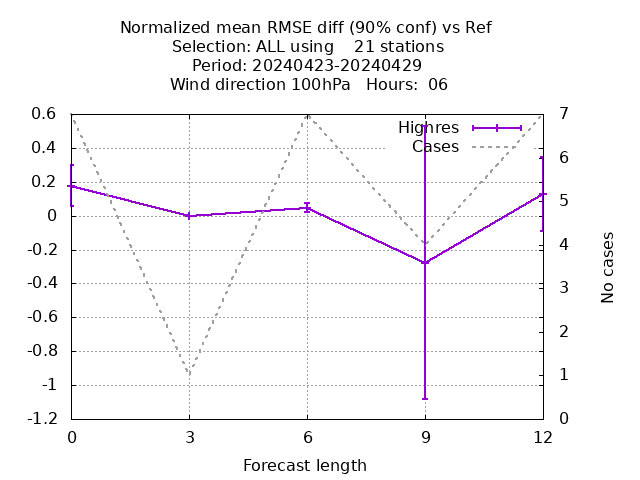 Normalized mean RMSE diff (90% conf) vs Ref
Selection: ALL using    21 stations
Period: 20240423-20240429
Wind direction 100hPa   Hours:  06
Highres
Cases
0.6
0.4
0.2
0
-0.2
-0.4
-0.6
-0.8
-1
-1.2
7
6
5
4
3
2
1
0
No cases
0
3
6
9
12
Forecast length